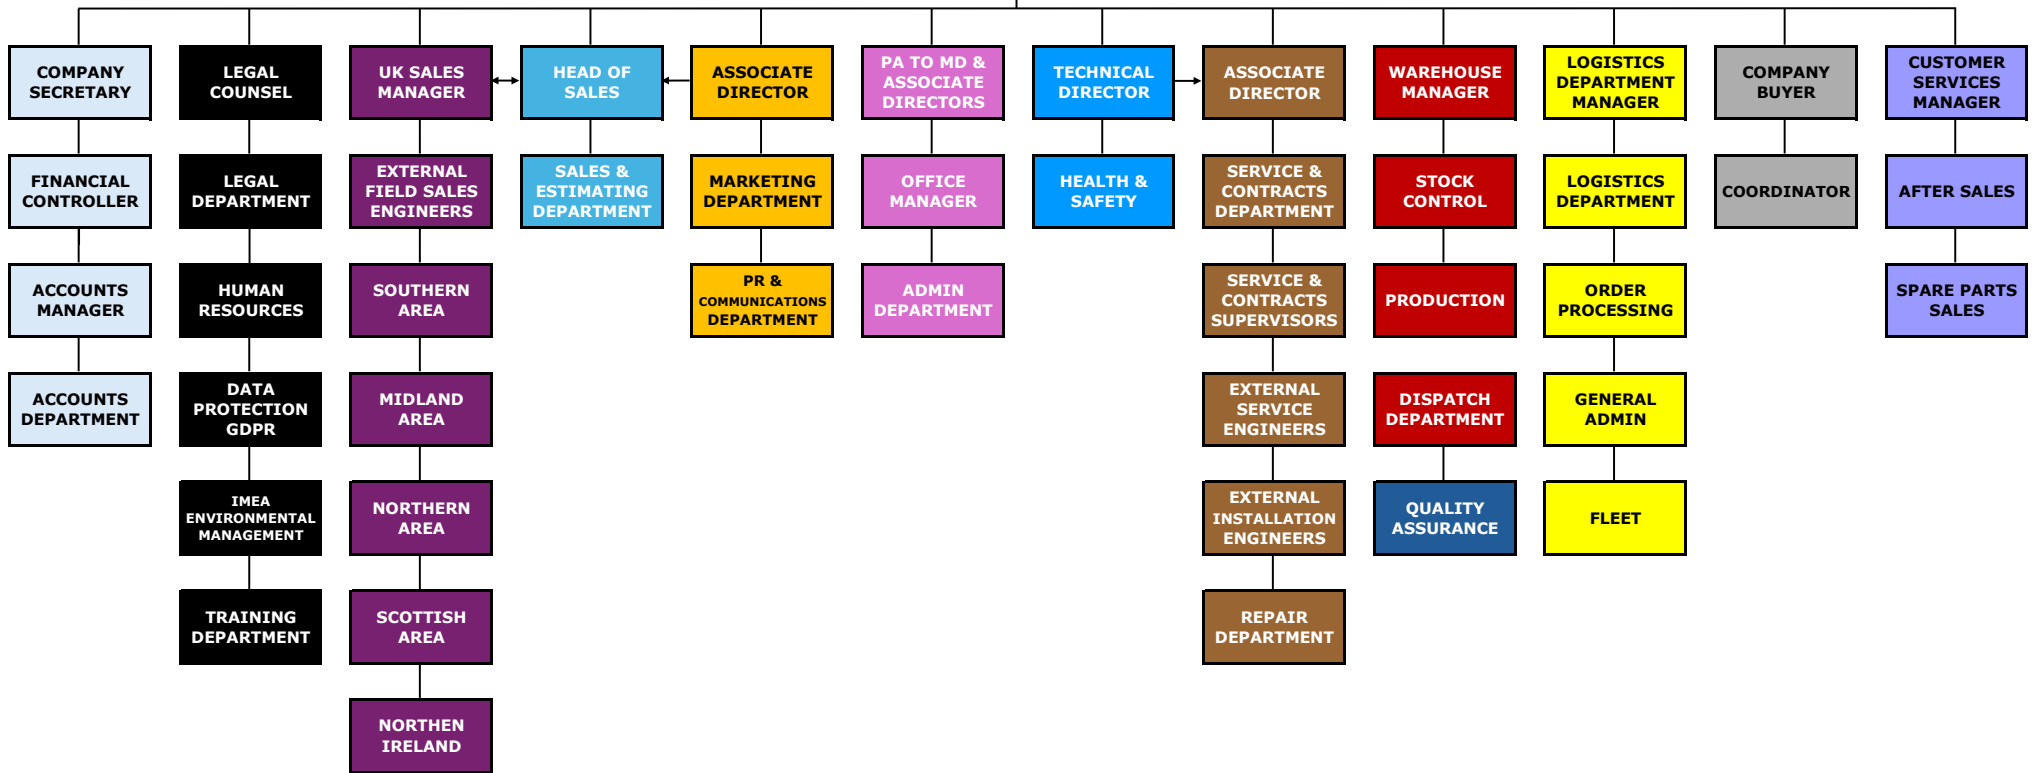 COMPANY
SECRETARY
LEGAL
COUNSEL
UK SALES
MANAGER
HEAD OF
SALES
ASSOCIATE
DIRECTOR
PA TO MD &
ASSOCIATE
DIRECTORS
TECHNICAL
DIRECTOR
ASSOCIATE
DIRECTOR
WAREHOUSE
MANAGER
LOGISTICS
DEPARTMENT
MANAGER
COMPANY
BUYER
CUSTOMER
SERVICES
MANAGER
FINANCIAL
CONTROLLER
LEGAL
DEPARTMENT
EXTERNAL
FIELD SALES
ENGINEERS
SALES &
ESTIMATING
DEPARTMENT
MARKETING
DEPARTMENT
OFFICE
MANAGER
HEALTH &
SAFETY
SERVICE &
CONTRACTS
DEPARTMENT
STOCK
CONTROL
LOGISTICS
DEPARTMENT
COORDINATOR
AFTER SALES
ACCOUNTS
MANAGER
HUMAN
RESOURCES
SOUTHERN
AREA
PR &
COMMUNICATIONS
DEPARTMENT
ADMIN
DEPARTMENT
SERVICE &
CONTRACTS
SUPERVISORS
PRODUCTION
ORDER
PROCESSING
SPARE PARTS
SALES
ACCOUNTS
DEPARTMENT
DATA
PROTECTION
GDPR
MIDLAND
AREA
EXTERNAL
SERVICE
ENGINEERS
DISPATCH
DEPARTMENT
GENERAL
ADMIN
IMEA
ENVIRONMENTAL
MANAGEMENT
NORTHERN
AREA
EXTERNAL
INSTALLATION
ENGINEERS
QUALITY
ASSURANCE
FLEET
TRAINING
DEPARTMENT
SCOTTISH
AREA
REPAIR
DEPARTMENT
NORTHEN
IRELAND